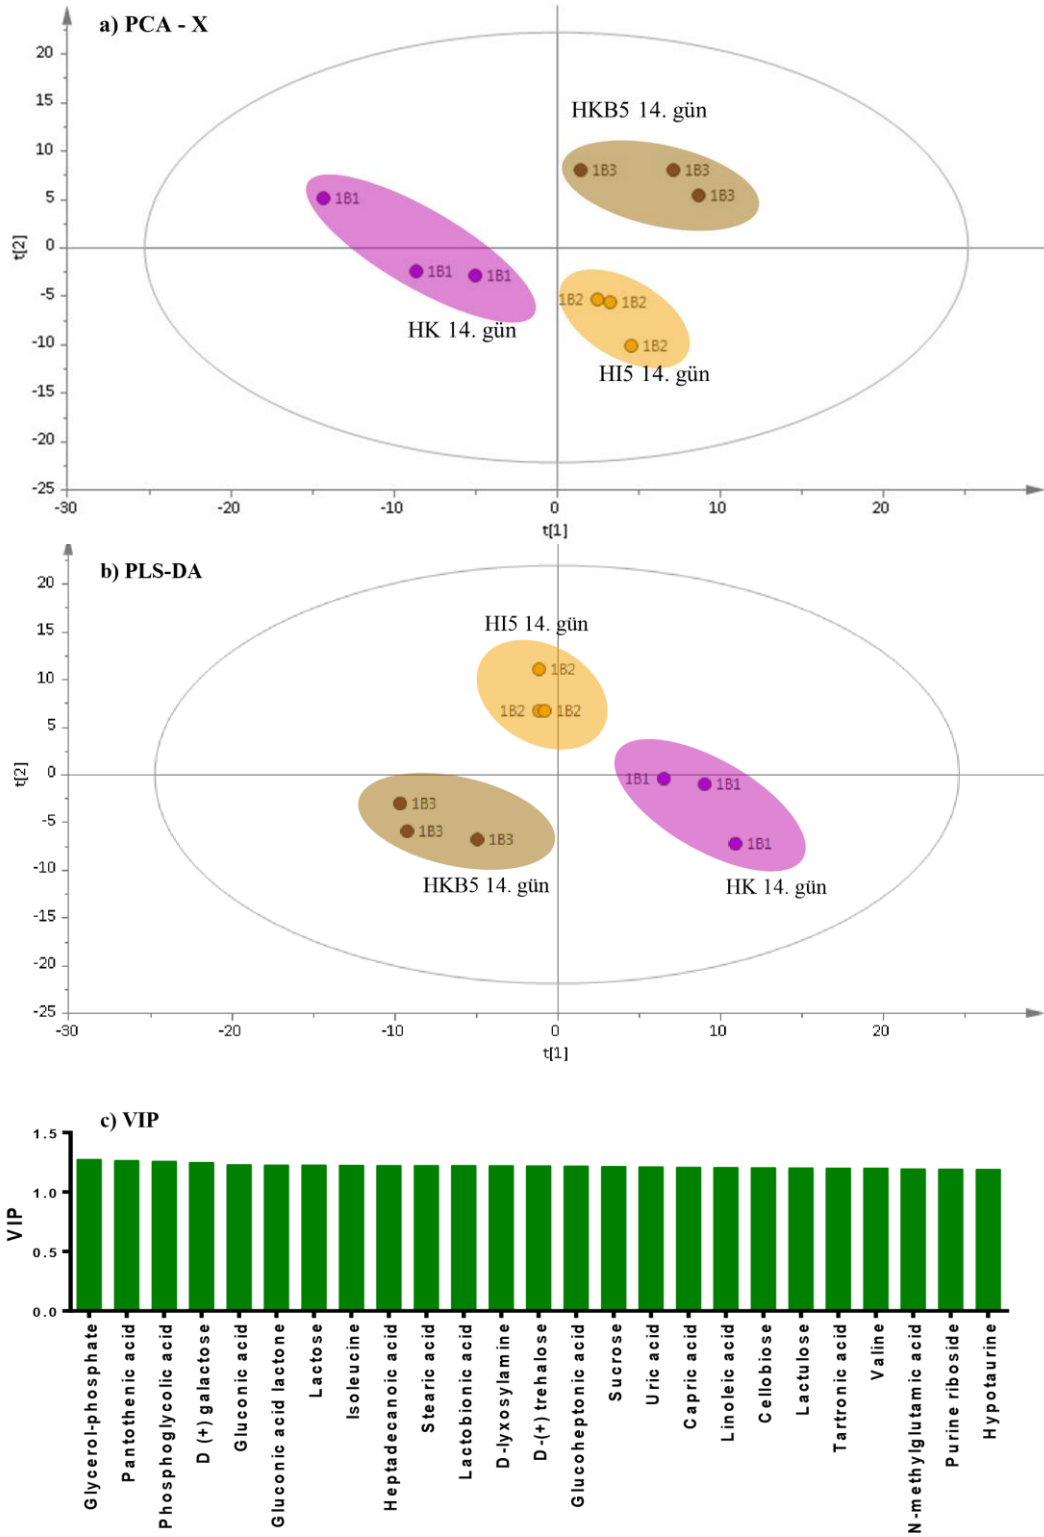 a) PCA - X
20
15
10
5
0
-5
-10
-15
-20
-25
t[2]
HKB5 14. gün
1B3
1B3
1B3
1B1
1B1
1B1
HK 14. gün
1B2
1B2
1B2
HI5 14. gün
-30
-20
-10
0
10
20
t[1]
b) PLS-DA
20
15
10
5
0
-5
-10
-15
-20
-25
t[2]
HI5 14. gün
1B2
1B2
1B2
1B1
1B1
1B1
HK 14. gün
1B3
1B3
1B3
HKB5 14. gün
-30
-20
-10
0
10
20
t[1]
c) VIP
1.5
1.0
0.5
0.0
VIP
Glycerol-phosphate
Pantothenic acid
Phosphoglycolic acid
D (+) galactose
Gluconic acid
Gluconic acid lactone
Lactose
Isoleucine
Heptadecanoic acid
Stearic acid
Lactobionic acid
D-lyxosylamine
D-(+) trehalose
Glucoheptonic acid
Sucrose
Uric acid
Capric acid
Linoleic acid
Cellobiose
Lactulose
Tartronic acid
Valine
N-methylglutamic acid
Purine riboside
Hypotaurine